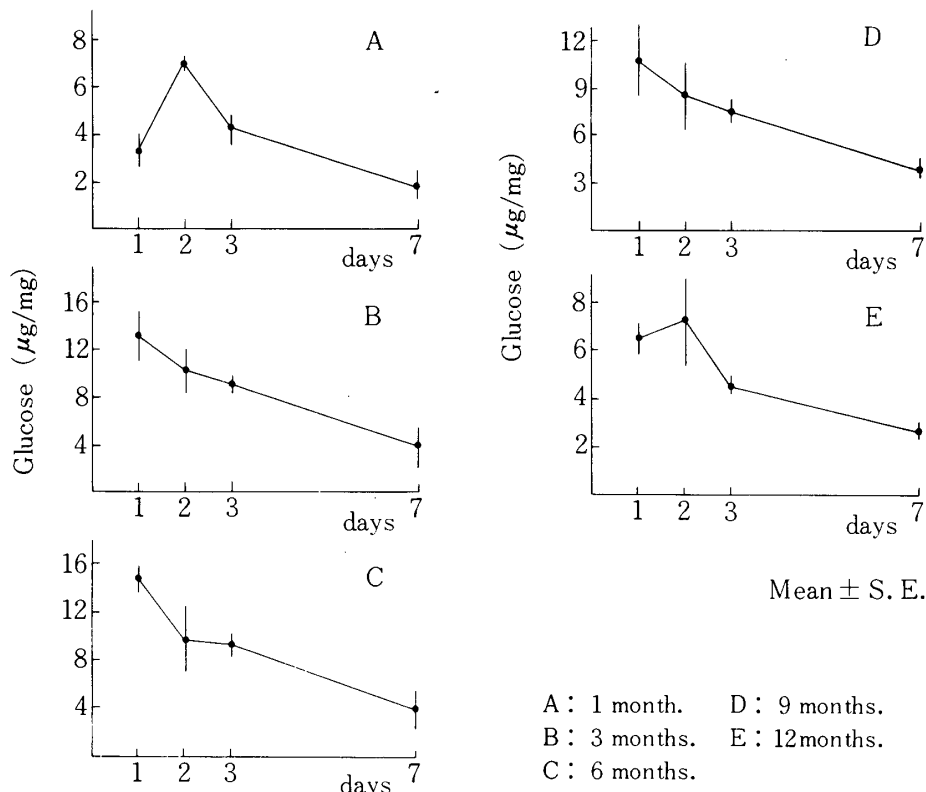 A
8
6
4
2
1 2 3 7
days
B
16
12
8
4
1 2 3 7
days
C
16
12
8
4
1 2 3 7
days
Glucose (μg/mg)
D
12
9
6
3
1 2 3 7
days
E
8
6
4
2
1 2 3 7
days
Glucose (μg/mg)
Mean ± S. E.
A : 1 month. D : 9 months.
B : 3 months. E : 12months.
C : 6 months.